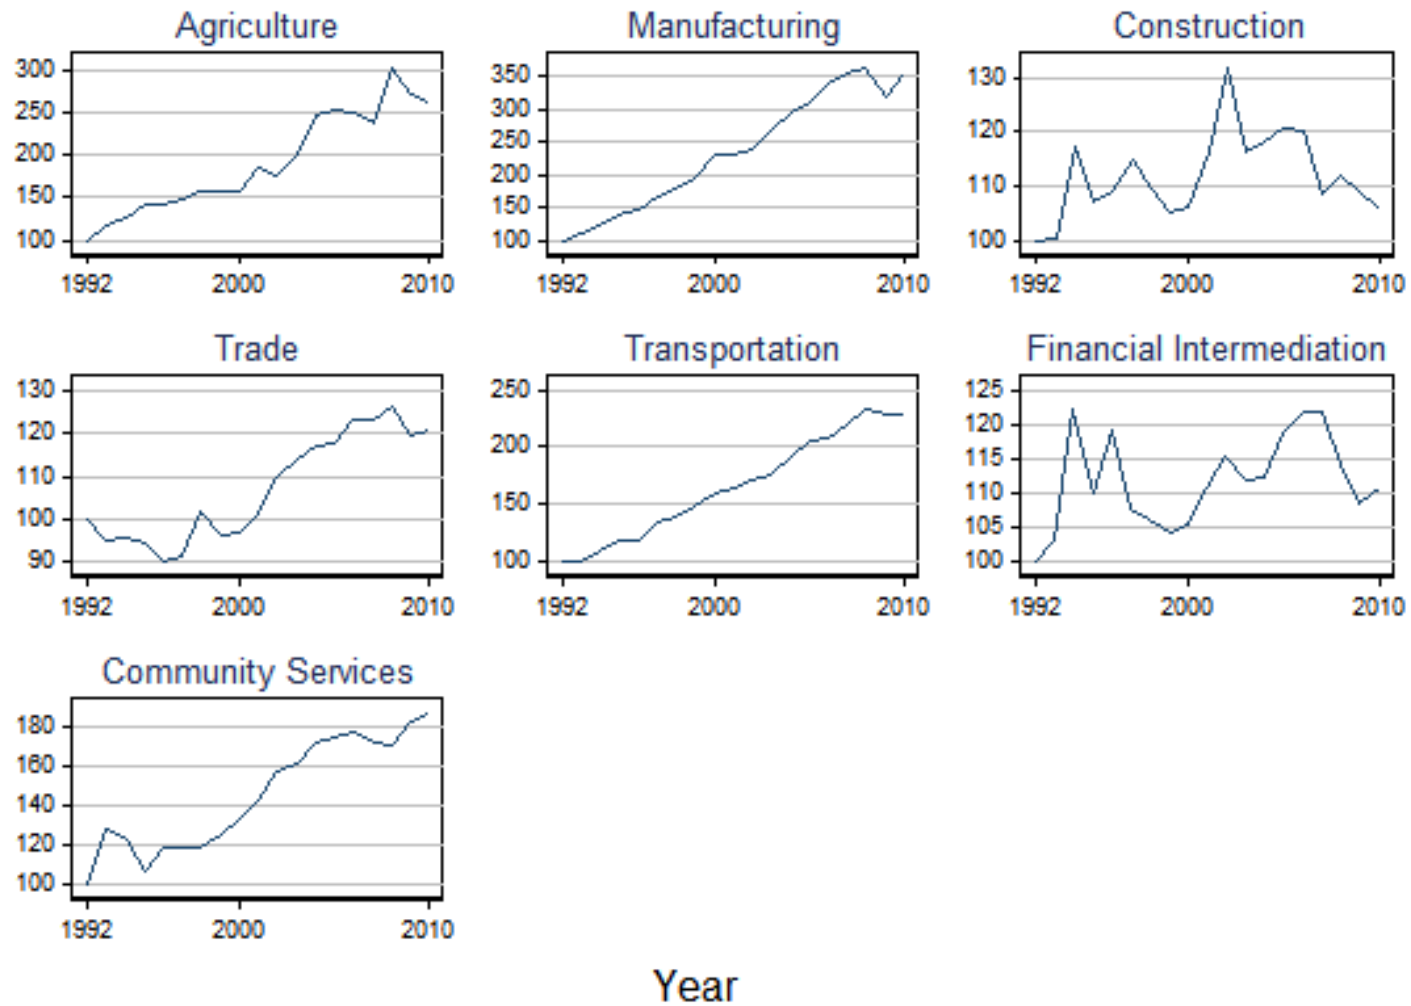 Agriculture
300
250
200
150
100
1992 2000 2010
Manufacturing
350
300
250
200
150
100
1992 2000 2010
Construction
130
120
110
100
1992 2000 2010
Trade
130
120
110
100
90
1992 2000 2010
Transportation
250
200
150
100
1992 2000 2010
Financial Intermediation
125
120
115
110
105
100
1992 2000 2010
Community Services
180
160
140
120
100
1992 2000 2010
Year